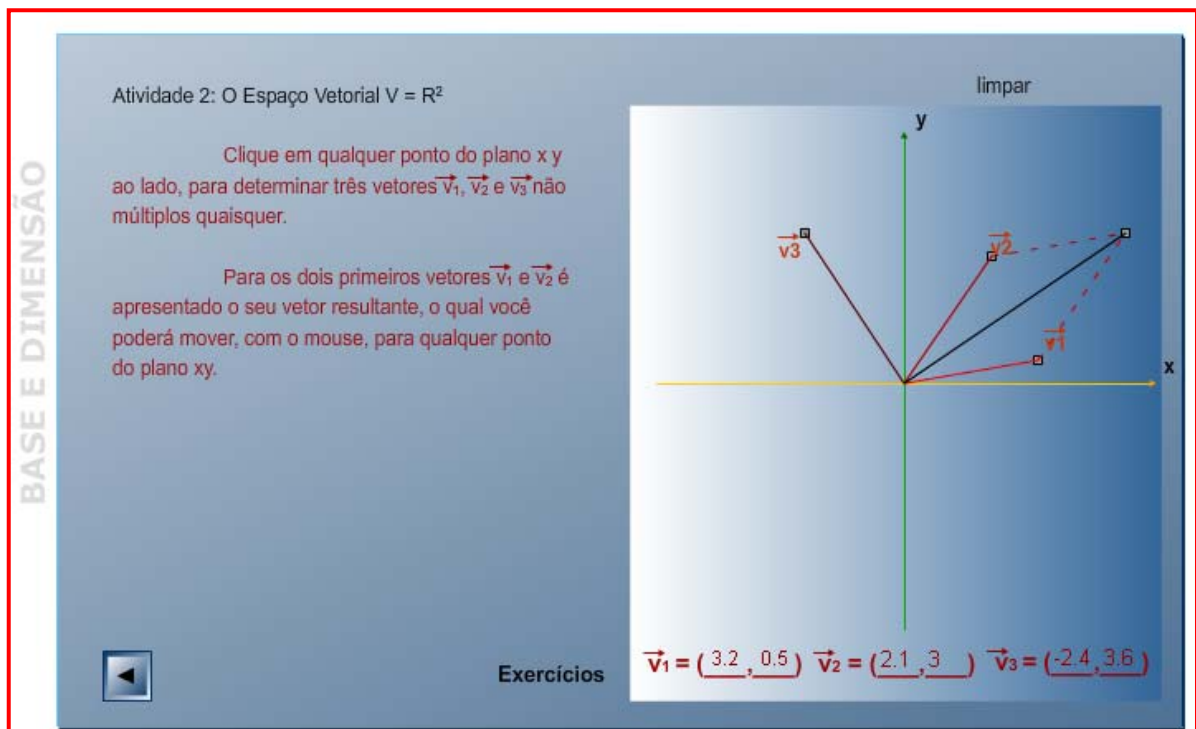 BASE E DIMENSÃO
Atividade 2: O Espaço Vetorial V = R²
Clique em qualquer ponto do plano x y
ao lado, para determinar três vetores v₁, v₂ e v₃ não
múltiplos quaisquer.
Para os dois primeiros vetores v₁ e v₂ é
apresentado o seu vetor resultante, o qual você
poderá mover, com o mouse, para qualquer ponto
do plano xy.
Exercícios
limpar
y
v3
v2
v1
x
v₁ = ( 3.2 , 0.5 ) v₂ = ( 2.1 , 3 ) v₃ = ( -2.4 , 3.6 )